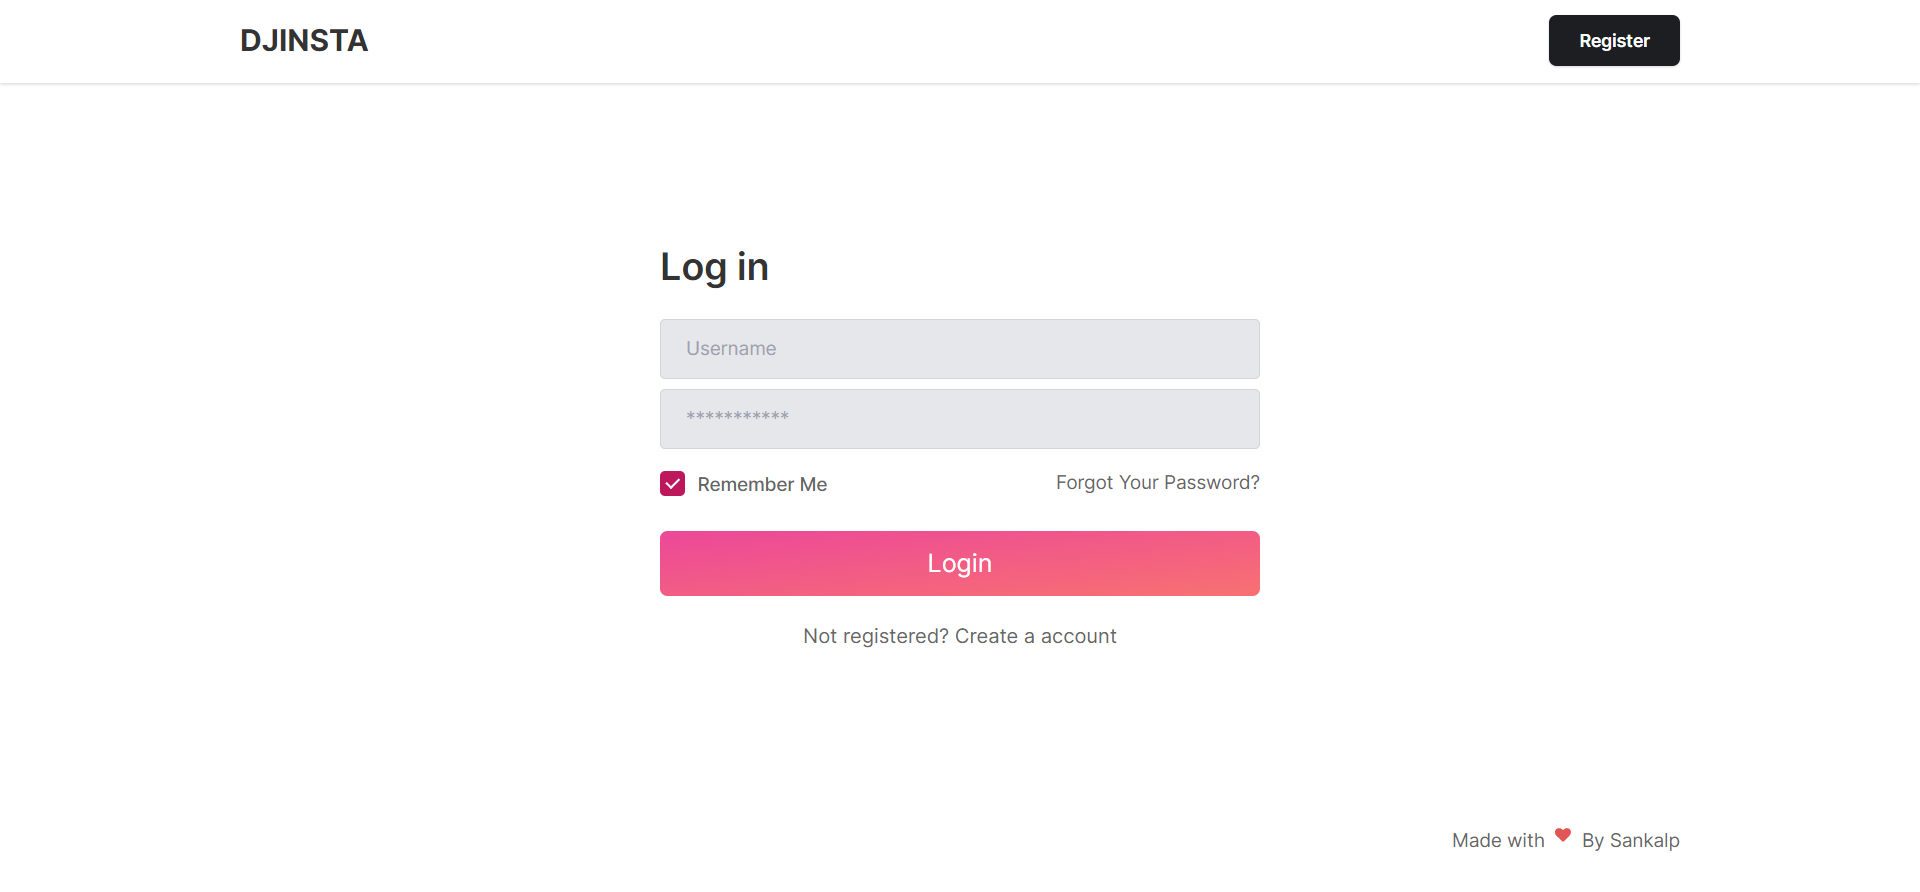 DJINSTA
Register
Log in
Username
***********
Remember Me
Forgot Your Password?
Login
Not registered? Create a account
Made with ❤ By Sankalp